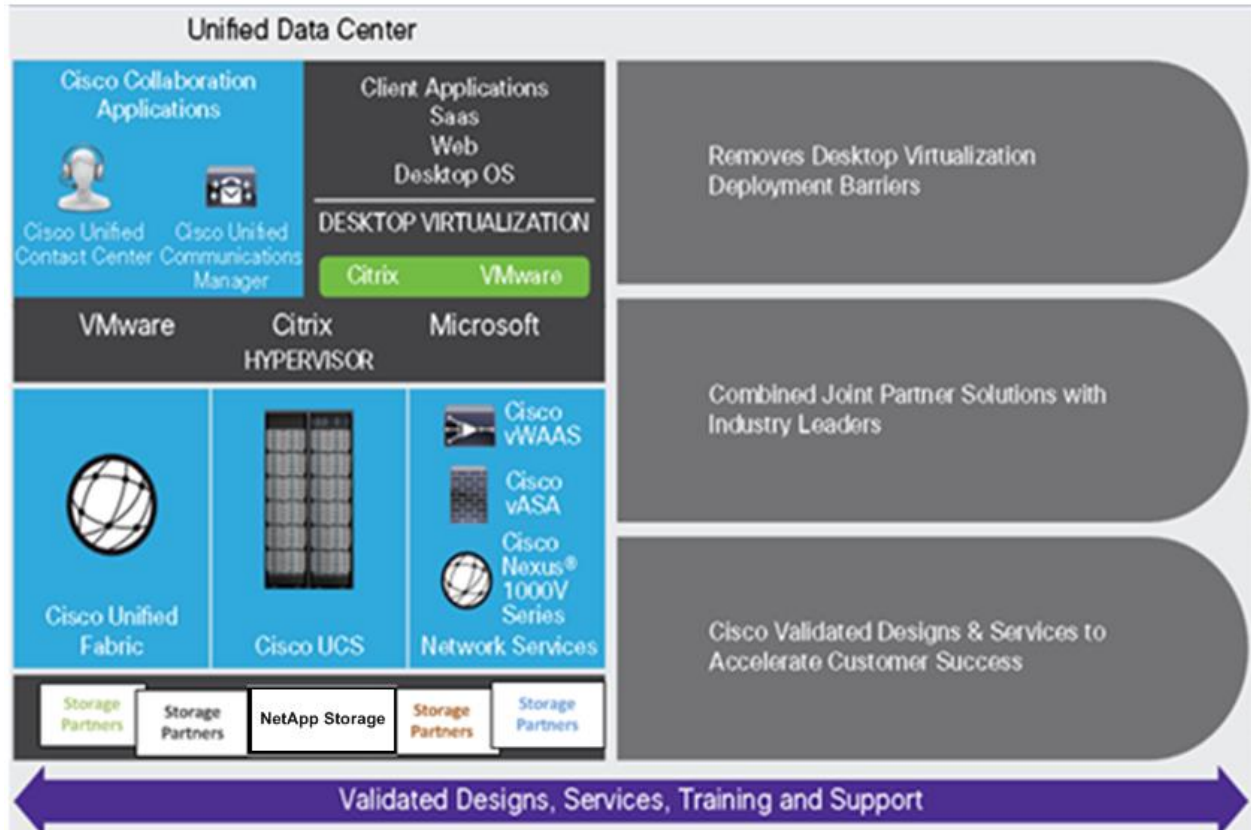 Unified Data Center
Cisco Collaboration
Applications
Cisco Unified
Contact Center
Cisco Unified
Communications
Manager
Client Applications
Saas
Web
Desktop OS
DESKTOP VIRTUALIZATION
Citrix VMware
VMware Citrix Microsoft
HYPERVISOR
Cisco Unified
Fabric
Cisco UCS
Cisco
vWAAS
Cisco
vASA
Cisco
Nexus®
1000V
Series
Network Services
Storage
Partners
Storage
Partners
NetApp Storage
Storage
Partners
Storage
Partners
Removes Desktop Virtualization
Deployment Barriers
Combined Joint Partner Solutions with
Industry Leaders
Cisco Validated Designs & Services to
Accelerate Customer Success
Validated Designs, Services, Training and Support